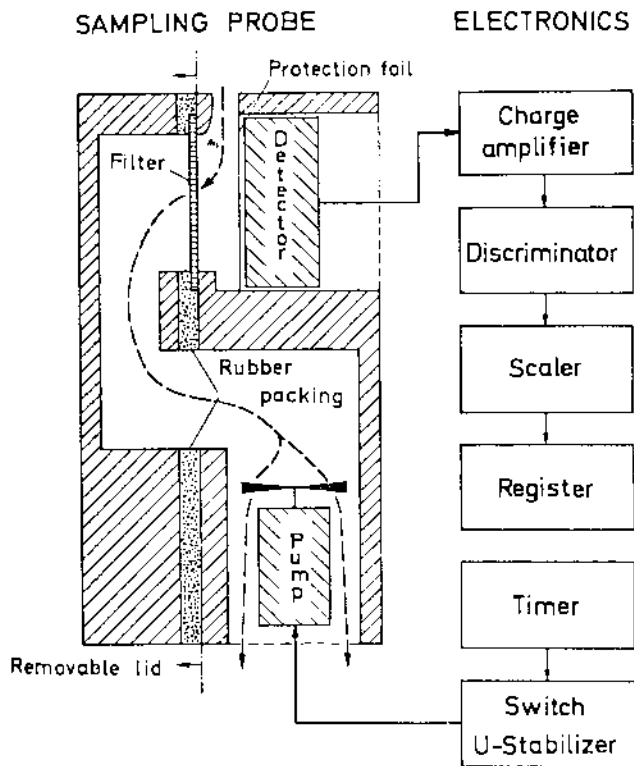 SAMPLING PROBE
ELECTRONICS
Protection foil
Filter
Detector
Rubber
packing
Pump
Removable lid
Charge
amplifier
Discriminator
Scaler
Register
Timer
Switch
U-Stabilizer